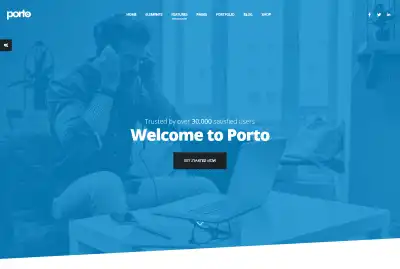 porto
HOME ELEMENTS FEATURES PAGES PORTFOLIO BLOG SHOP
Trusted by over 30,000 satisfied users
Welcome to Porto
GET STARTED NOW